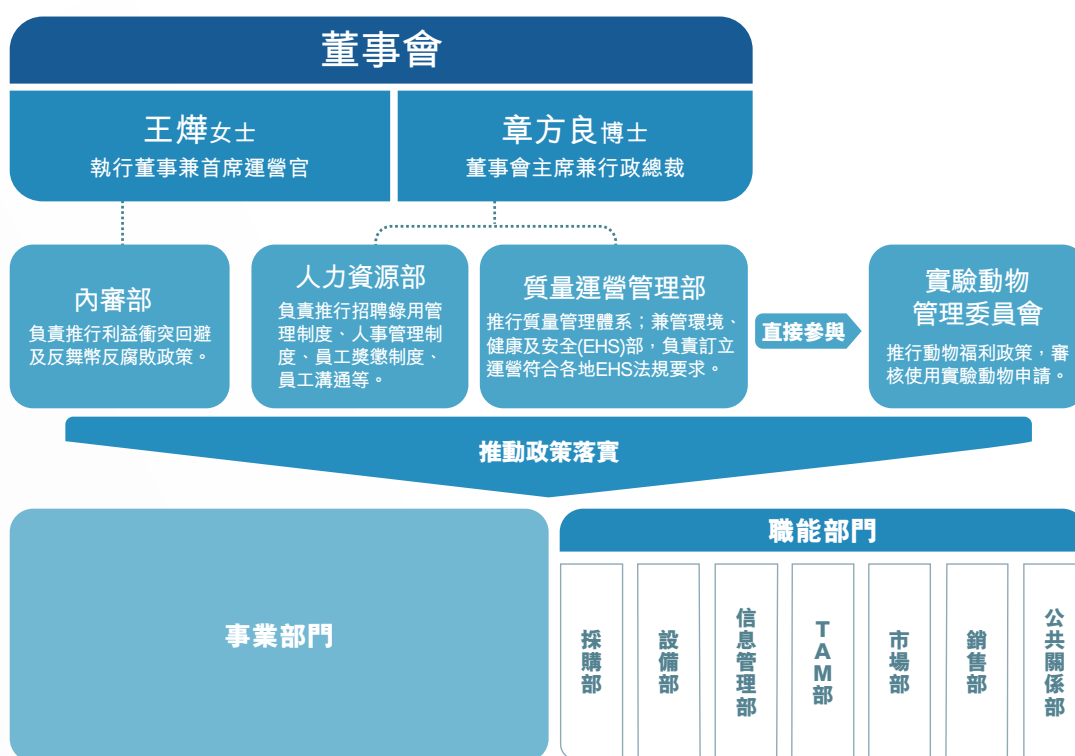 董事會
王燁女士
執行董事兼首席運營官
章方良博士
董事會主席兼行政總裁
內審部
負責推行利益衝突回避
及反舞幣反腐敗政策。
人力資源部
負責推行招聘錄用管
理制度、人事管理制
度、員工獎懲制度、
員工溝通等。
質量運營管理部
推行質量管理體系；兼管環境、
健康及安全(EHS)部，負責訂立
運營符合各地EHS法規要求。
直接參與
實驗動物
管理委員會
推行動物福利政策，審
核使用實驗動物申請。
推動政策落實
事業部門
職能部門
採購部
設備部
信息管理部
TAM部
市場部
銷售部
公共關係部